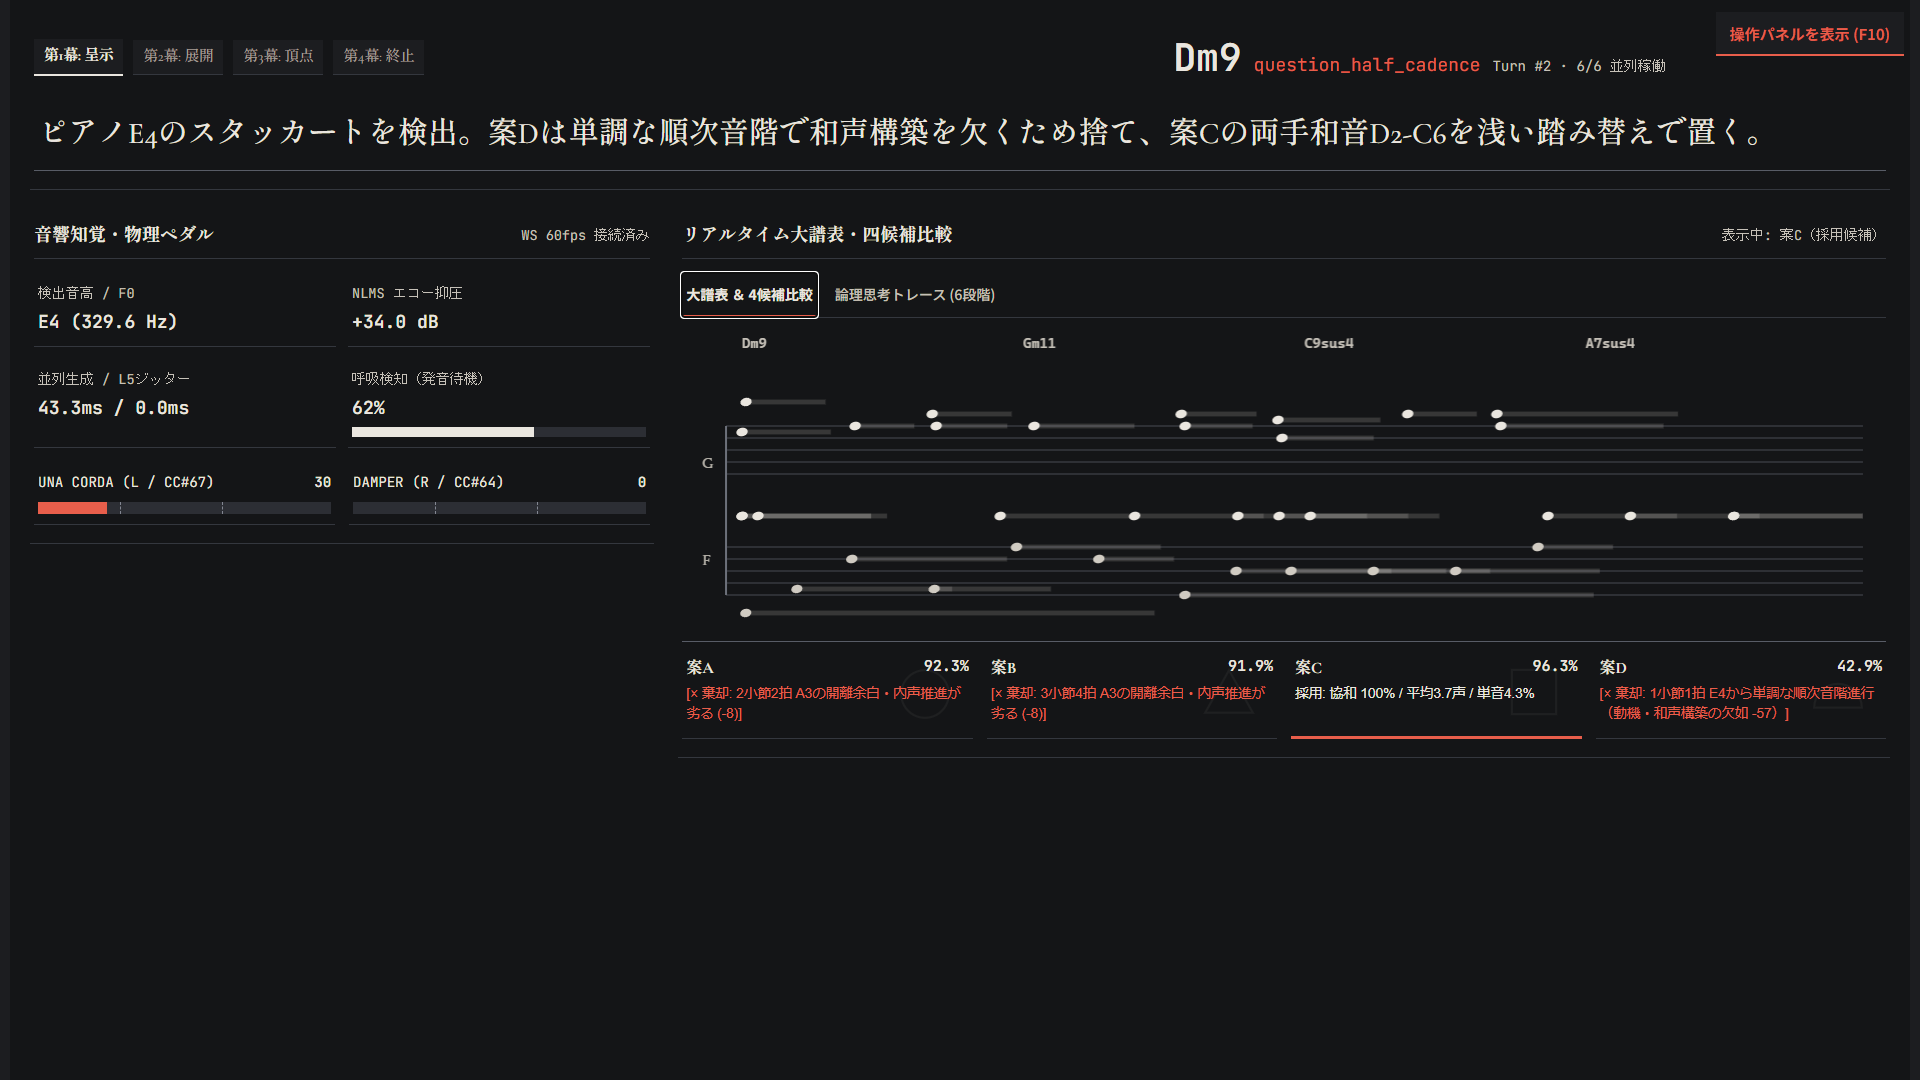 第1幕: 呈示
第2幕: 展開
第3幕: 頂点
第4幕: 終止
Dm9 question_half_cadence Turn #2 · 6/6 並列稼働
操作パネルを表示 (F10)
ピアノE4のスタッカートを検出。案Dは単調な順次音階で和声構築を欠くため捨て、案Cの両手和音D2-C6を浅い踏み替えで置く。
音響知覚・物理ペダル
WS 60fps 接続済み
検出音高 / F0
E4 (329.6 Hz)
NLMS エコー抑圧
+34.0 dB
並列生成 / L5ジッター
43.3ms / 0.0ms
呼吸検知（発音待機）
62%
UNA CORDA (L / CC#67) 30
DAMPER (R / CC#64) 0
リアルタイム大譜表・四候補比較
表示中: 案C（採用候補）
大譜表 & 4候補比較
論理思考トレース (6段階)
Dm9 Gm11 C9sus4 A7sus4
G
F
案A 92.3%
[× 棄却: 2小節2拍 A3の開離余白・内声推進が
劣る (-8)]
案B 91.9%
[× 棄却: 3小節4拍 A3の開離余白・内声推進が
劣る (-8)]
案C 96.3%
採用: 協和 100% / 平均3.7声 / 単音4.3%
案D 42.9%
[× 棄却: 1小節1拍 E4から単調な順次音階進行
（動機・和声構築の欠如 -57）]